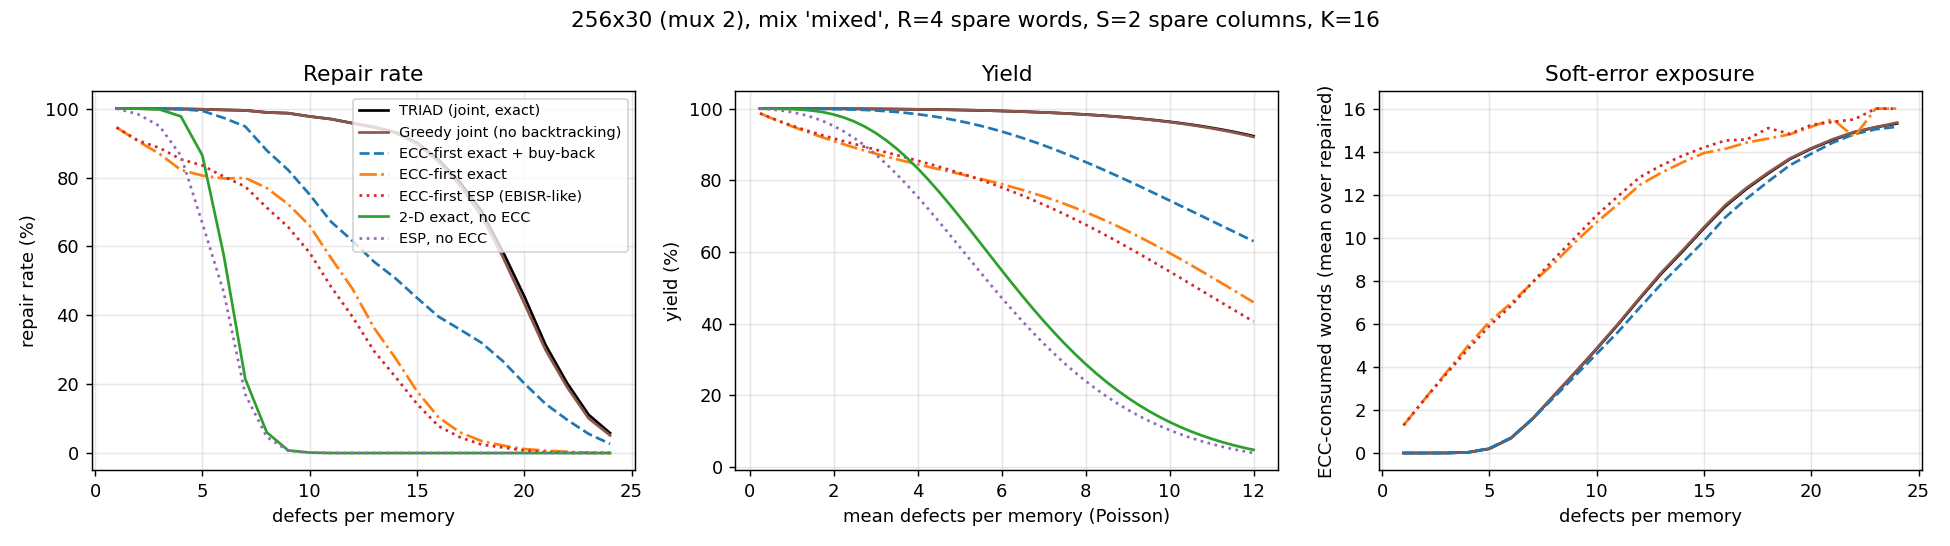 256x30 (mux 2), mix 'mixed', R=4 spare words, S=2 spare columns, K=16
Repair rate
repair rate (%)
100
80
60
40
20
0
TRIAD (joint, exact)
Greedy joint (no backtracking)
ECC-first exact + buy-back
ECC-first exact
ECC-first ESP (EBISR-like)
2-D exact, no ECC
ESP, no ECC
0 5 10 15 20 25
defects per memory
Yield
yield (%)
100
80
60
40
20
0
0 2 4 6 8 10 12
mean defects per memory (Poisson)
Soft-error exposure
ECC-consumed words (mean over repaired)
16
14
12
10
8
6
4
2
0
0 5 10 15 20 25
defects per memory